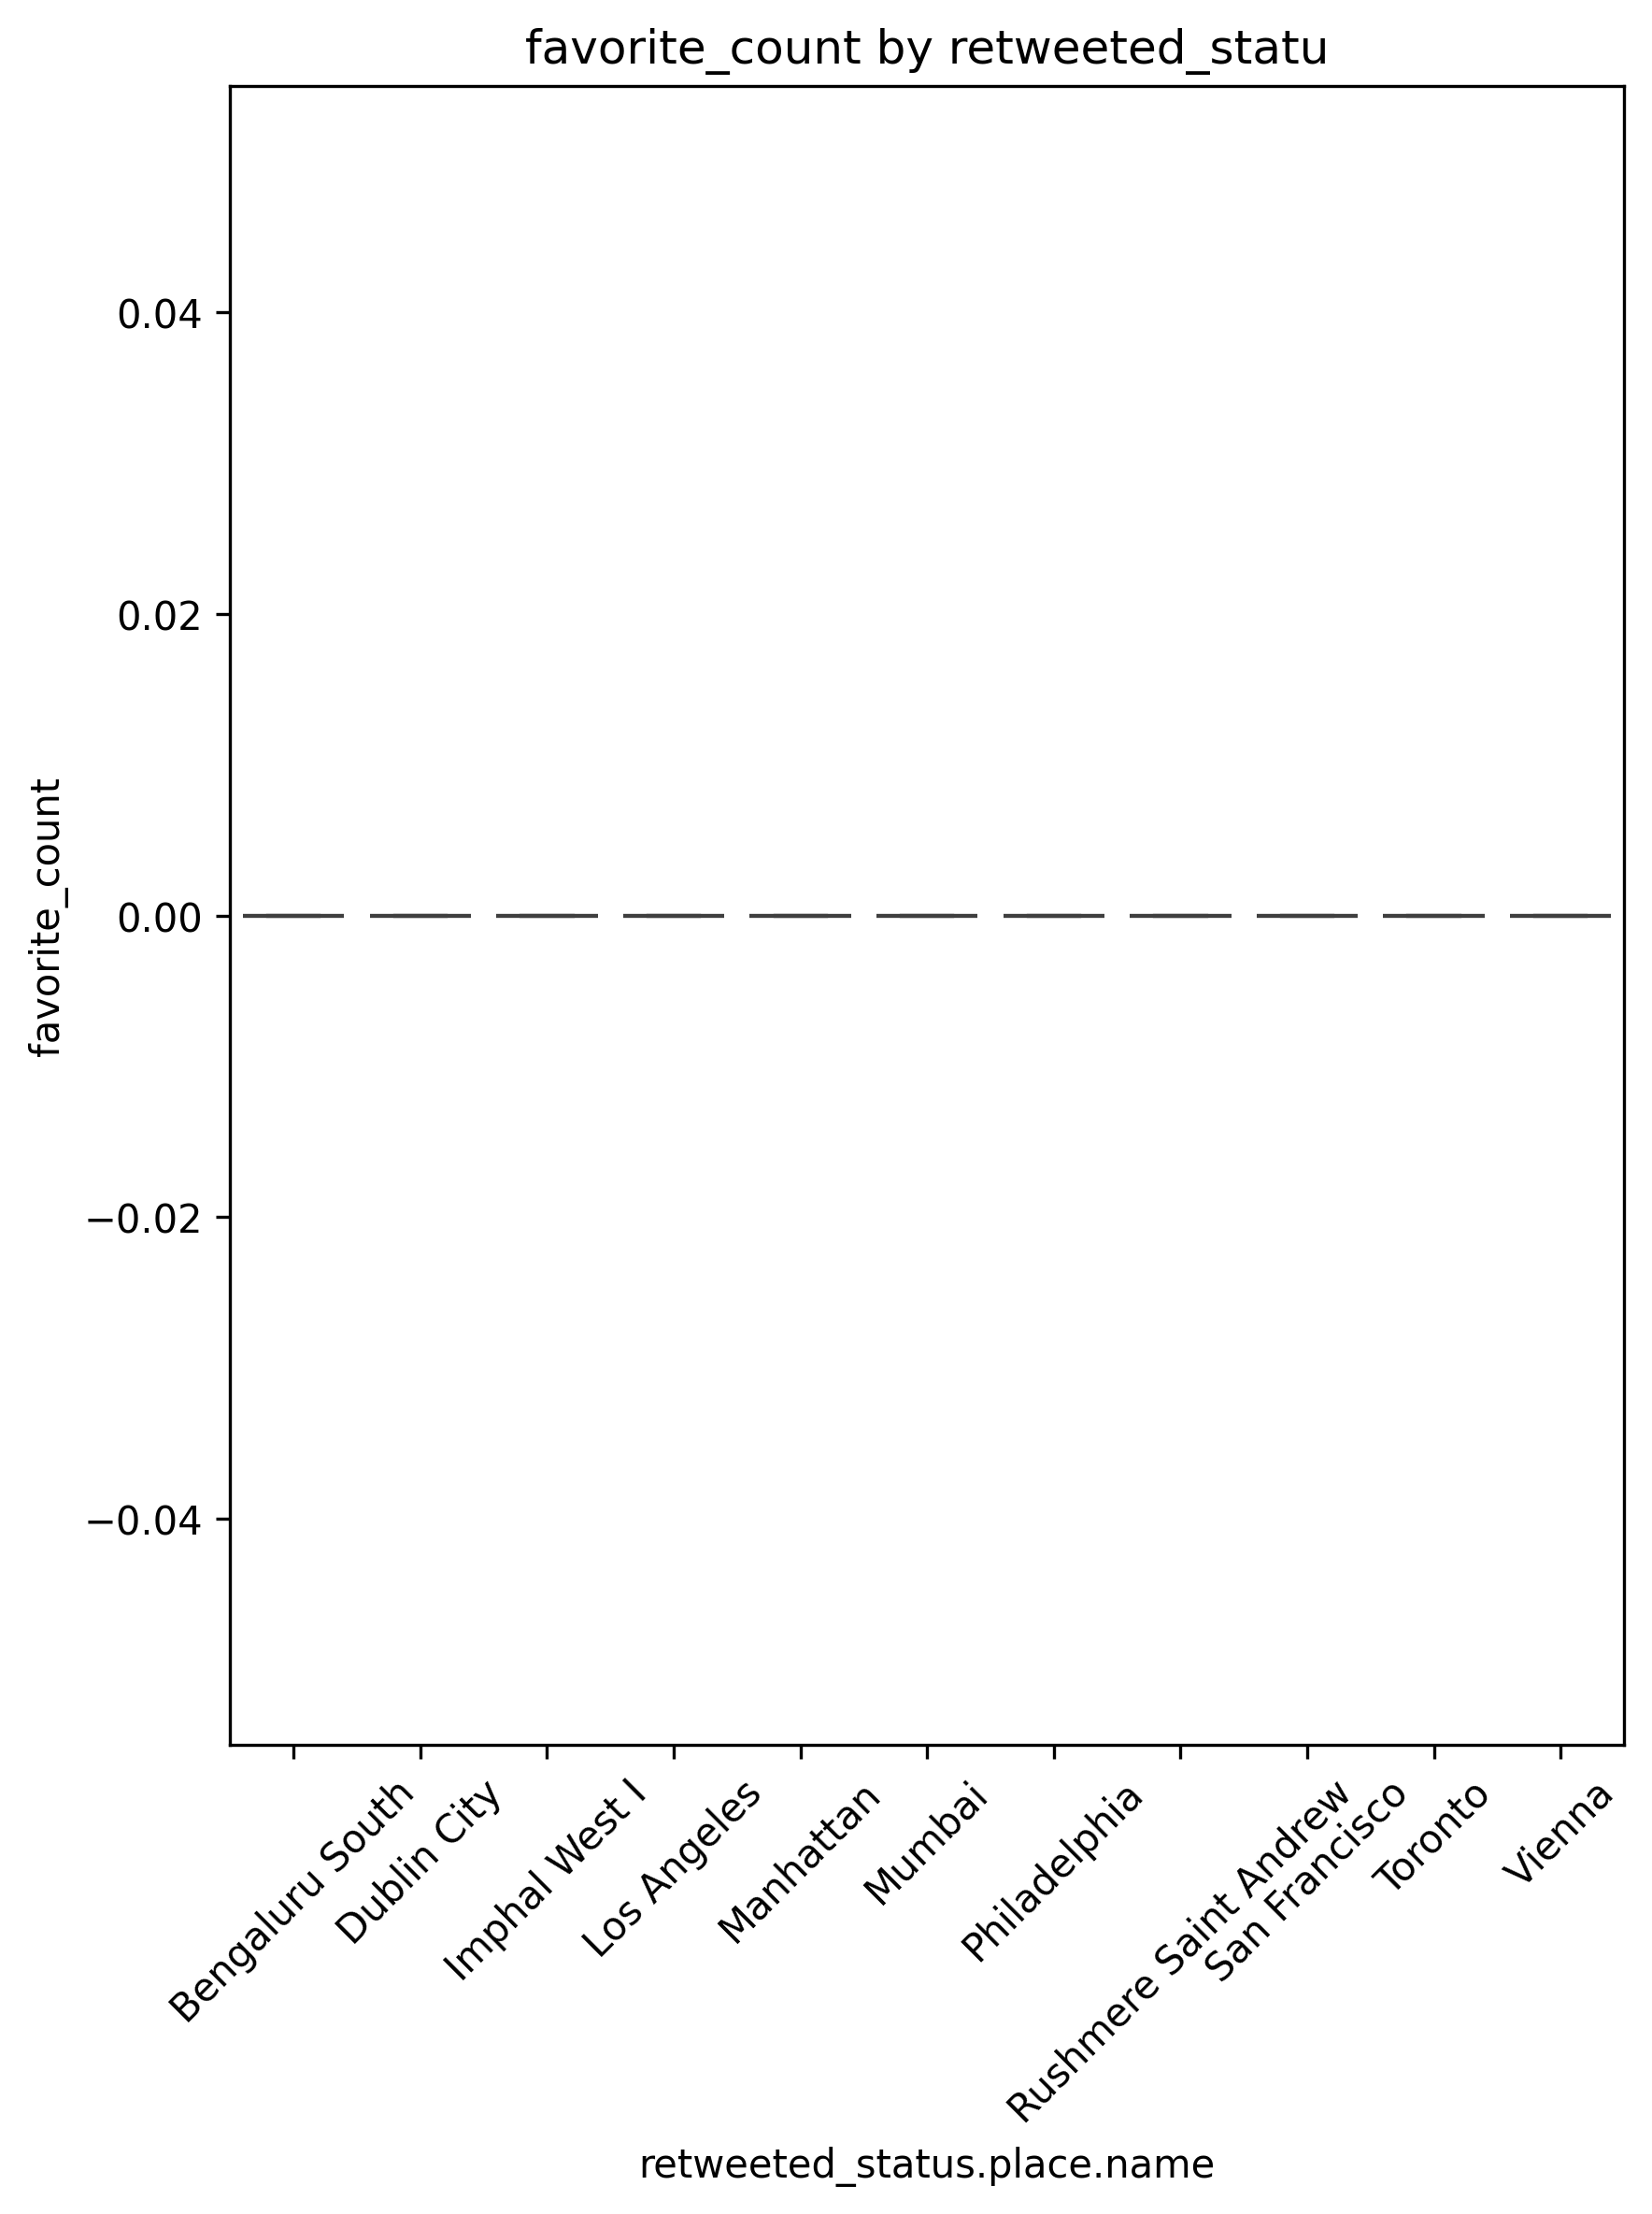 favorite_count by retweeted_statu
favorite_count
0.04
0.02
0.00
−0.02
−0.04
Bengaluru South
Dublin City
Imphal West I
Los Angeles
Manhattan
Mumbai
Philadelphia
Rushmere Saint Andrew
San Francisco
Toronto
Vienna
retweeted_status.place.name